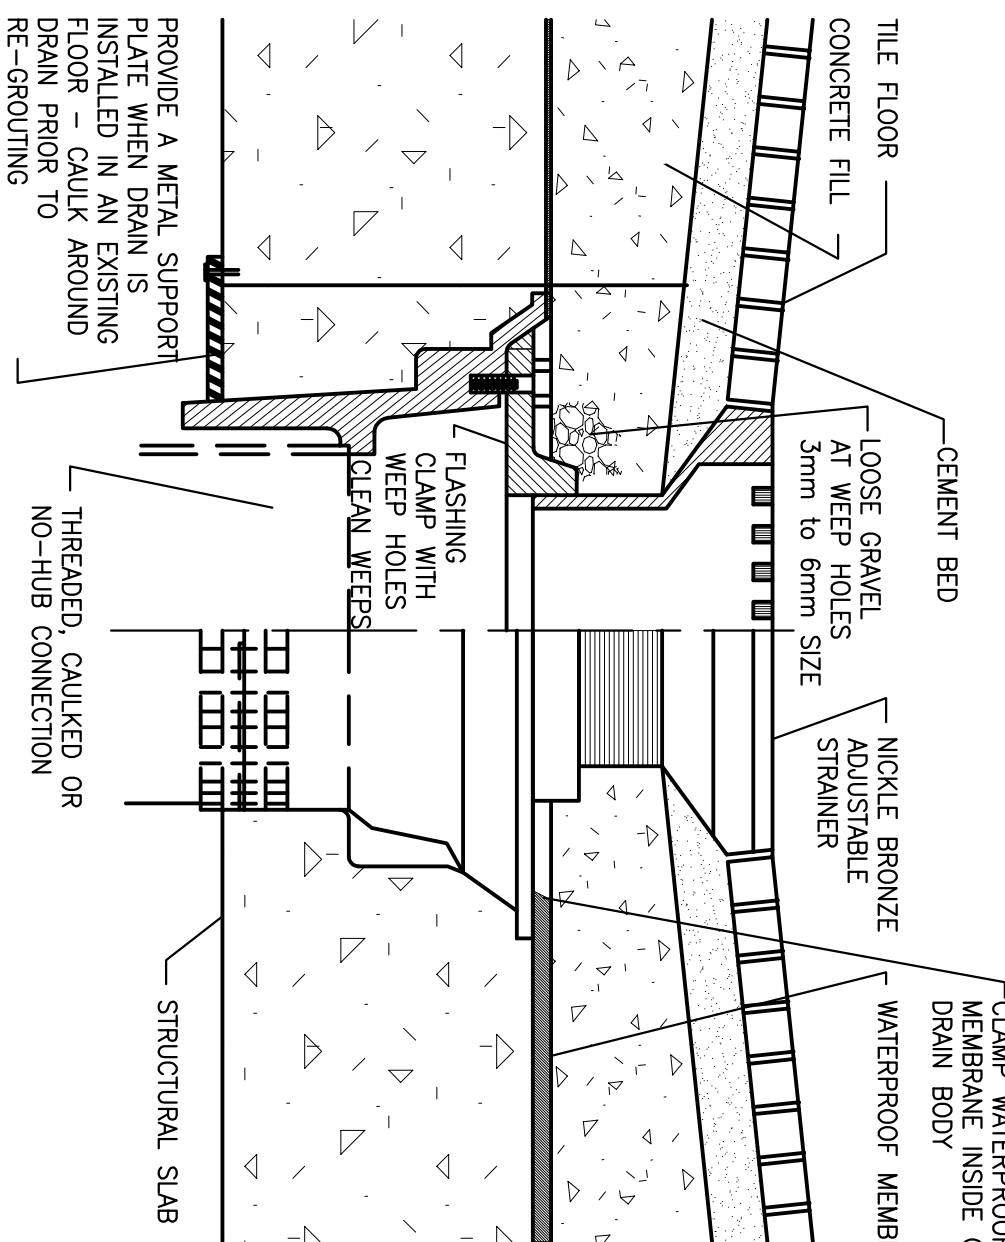 TILE FLOOR
CONCRETE FILL
CEMENT BED
LOOSE GRAVEL
AT WEEP HOLES
3mm to 6mm SIZE
NICKLE BRONZE
ADJUSTABLE
STRAINER
CLAMP WATERPROOF
MEMBRANE INSIDE
DRAIN BODY
WATERPROOF MEMB
FLASHING
CLAMP WITH
WEEP HOLES
CLEAN WEEPS
PROVIDE A METAL SUPPORT
PLATE WHEN DRAIN IS
INSTALLED IN AN EXISTING
FLOOR - CAULK AROUND
DRAIN PRIOR TO
RE-GROUTING
THREADED, CAULKED OR
NO-HUB CONNECTION
STRUCTURAL SLAB